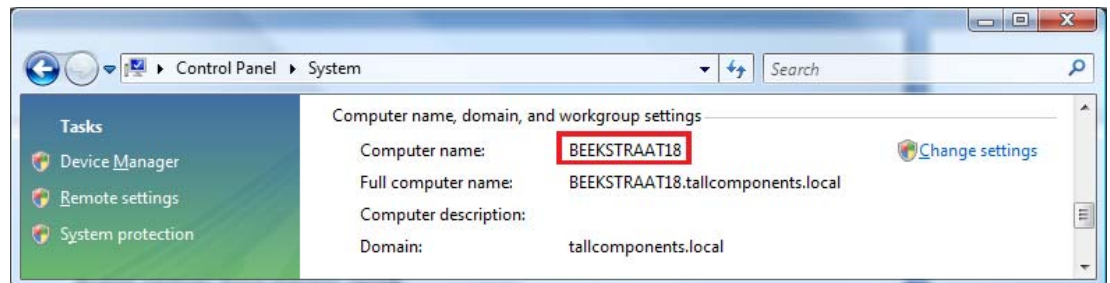 Control Panel System Search
Tasks
Device Manager
Remote settings
System protection
Computer name, domain, and workgroup settings
Computer name: BEEKSTRAAT18 Change settings
Full computer name: BEEKSTRAAT18.tallcomponents.local
Computer description:
Domain: tallcomponents.local